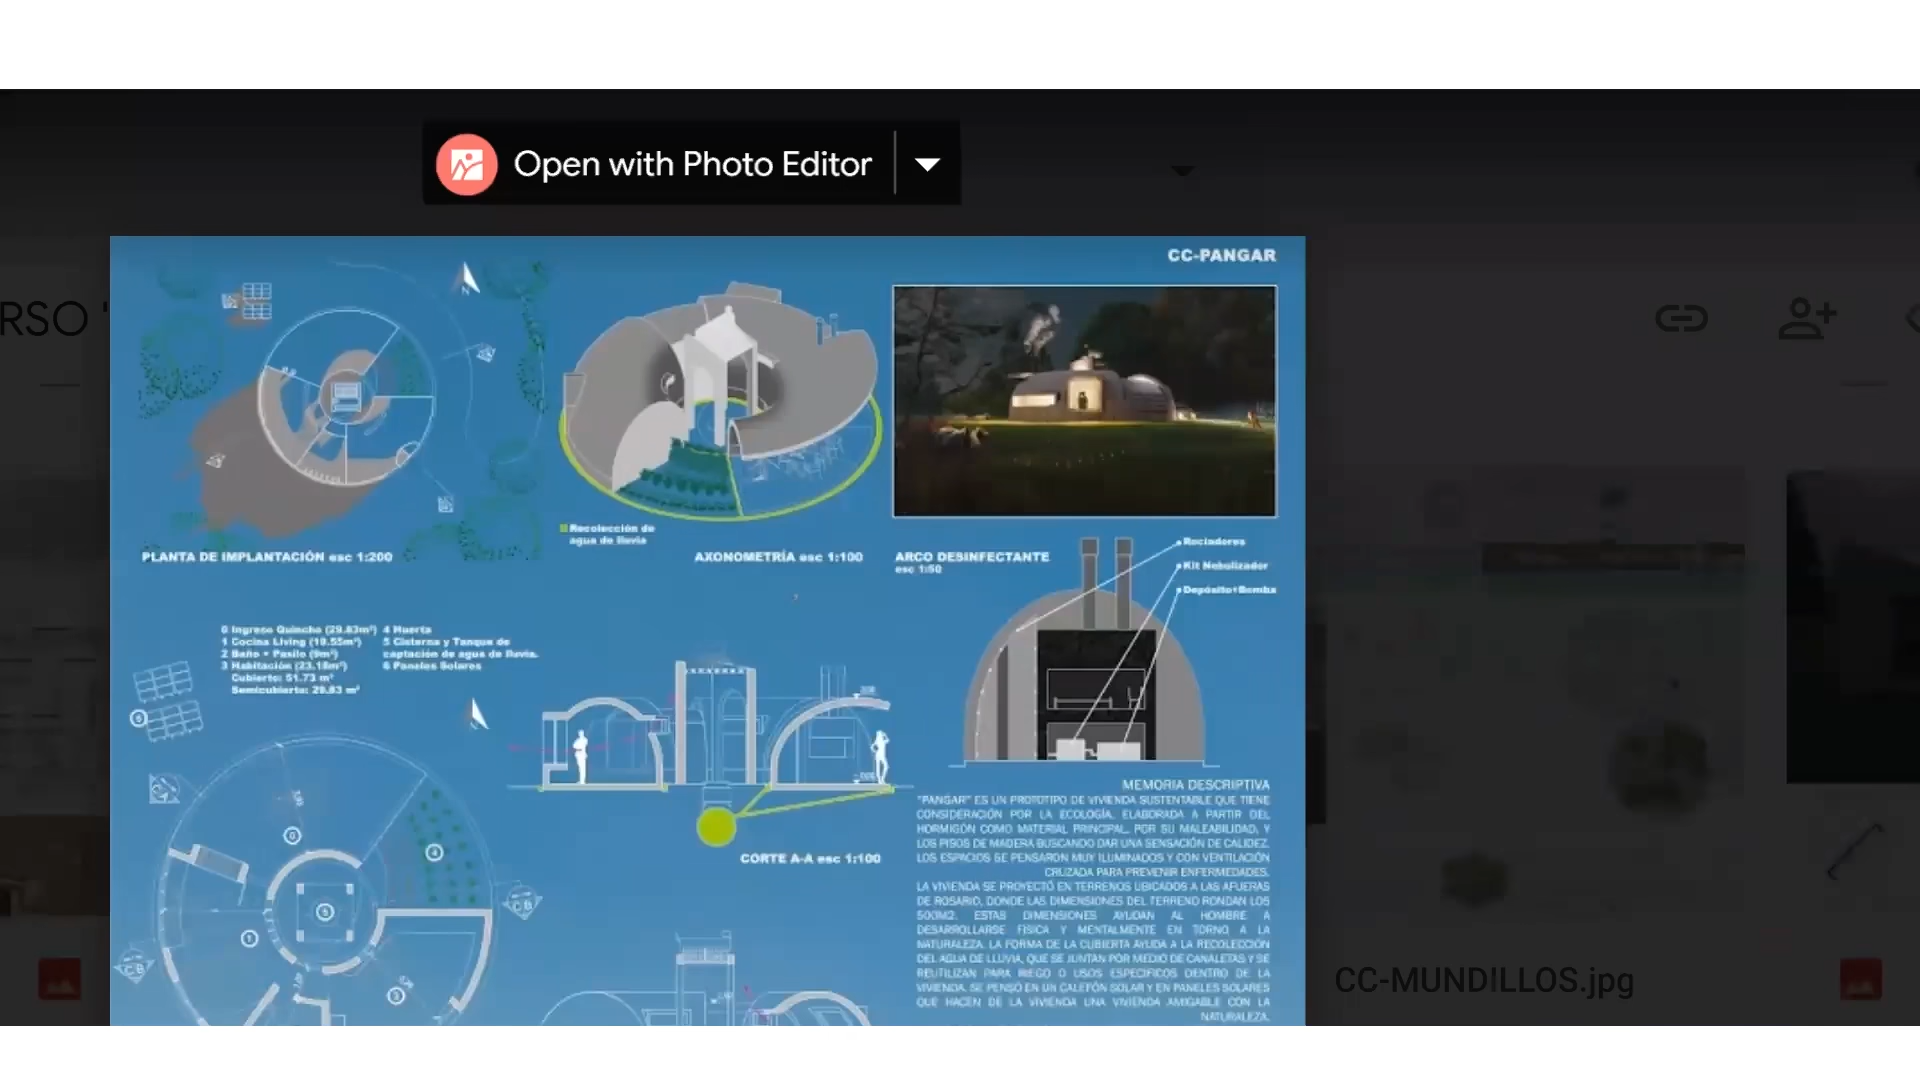 Open with Photo Editor
RSO
CC-PANGAR
Recolección de
agua de lluvia
PLANTA DE IMPLANTACIÓN esc 1:200
AXONOMETRÍA esc 1:100
ARCO DESINFECTANTE
esc 1:50
Rociadores
Kit Nebulizador
Depósito+Bomba
0 Ingreso Quincho (29.83m²)
1 Cocina Living (19.55m²)
2 Baño + Pasilo (9m²)
3 Habitación (23.18m²)
Cubierto: 51.73 m²
Semicubierto: 29.83 m²
4 Huerta
5 Cisterna y Tanque de
captación de agua de lluvia.
6 Paneles Solares
CORTE A-A esc 1:100
MEMORIA DESCRIPTIVA
"PANGAR" ES UN PROTOTIPO DE VIVIENDA SUSTENTABLE QUE TIENE
CONSIDERACIÓN POR LA ECOLOGÍA. ELABORADA A PARTIR DEL
HORMIGÓN COMO MATERIAL PRINCIPAL, POR SU MALEABILIDAD, Y
LOS PISOS DE MADERA BUSCANDO DAR UNA SENSACIÓN DE CALIDEZ.
LOS ESPACIOS SE PENSARON MUY ILUMINADOS Y CON VENTILACIÓN
CRUZADA PARA PREVENIR ENFERMEDADES.
LA VIVIENDA SE PROYECTÓ EN TERRENOS UBICADOS A LAS AFUERAS
DE ROSARIO, DONDE LAS DIMENSIONES DEL TERRENO RONDAN LOS
500M2. ESTAS DIMENSIONES AYUDAN AL HOMBRE A
DESARROLLARSE FISICA Y MENTALMENTE EN TORNO A LA
NATURALEZA. LA FORMA DE LA CUBIERTA AYUDA A LA RECOLECCIÓN
DEL AGUA DE LLUVIA, QUE SE JUNTAN POR MEDIO DE CANALETAS Y SE
REUTILIZAN PARA RIEGO O USOS ESPECIFICOS DENTRO DE LA
VIVIENDA. SE PENSÓ EN UN CALEFÓN SOLAR Y EN PANELES SOLARES
QUE HACEN DE LA VIVIENDA UNA VIVIENDA AMIGABLE CON LA
NATURALEZA.
CC-MUNDILLOS.jpg